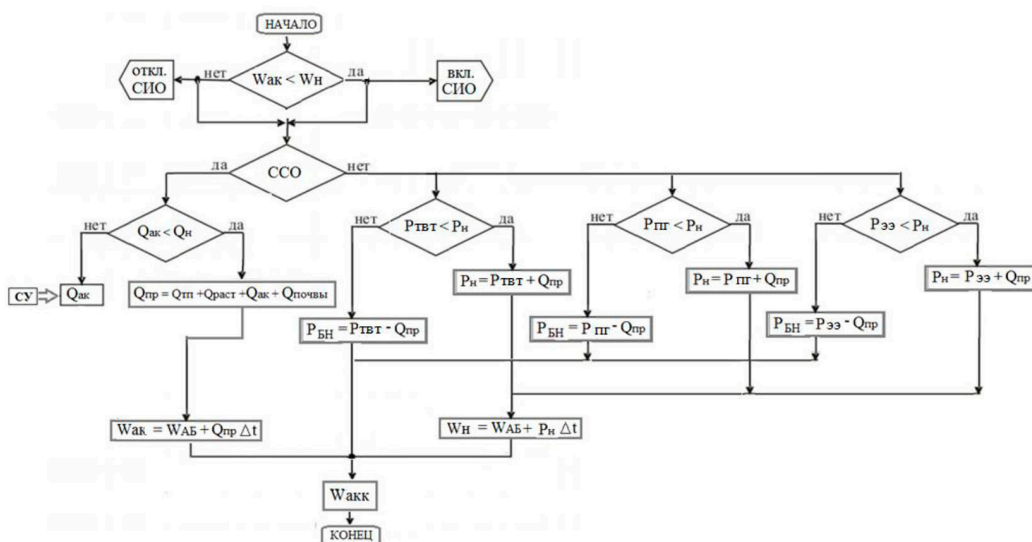 НАЧАЛО
откл.
СИО
нет
Wак < Wн
да
вкл.
СИО
да
ССО
нет
нет
Qак < Qн
да
нет
Pтвт < Pн
да
нет
Pпг < Pн
да
нет
Pээ < Pн
да
СУ
Qак
Qпр = Qтп + Qраст + Qак + Qпочвы
Pн = Pтвт + Qпр
Pн = Pпг + Qпр
Pн = Pээ + Qпр
PБН = Pтвт - Qпр
PБН = Pпг - Qпр
PБН = Pээ - Qпр
Wак = WАБ + Qпр Δt
Wн = WАБ + Pн Δt
Wакк
КОНЕЦ